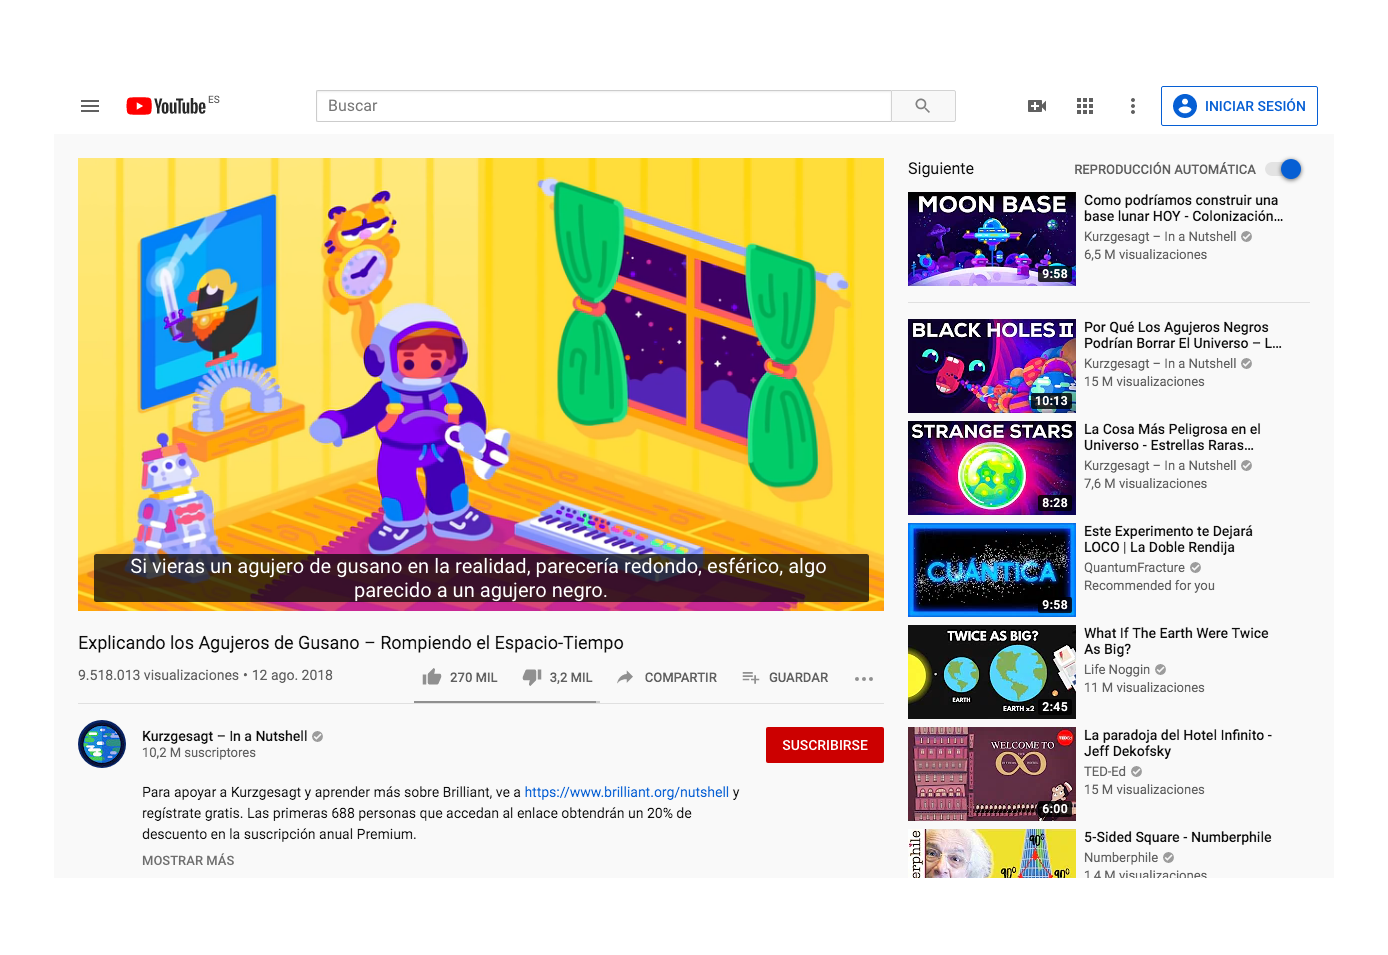 YouTube ES
Buscar
INICIAR SESIÓN
Si vieras un agujero de gusano en la realidad, parecería redondo, esférico, algo
parecido a un agujero negro.
Explicando los Agujeros de Gusano – Rompiendo el Espacio-Tiempo
9.518.013 visualizaciones • 12 ago. 2018
270 MIL
3,2 MIL
COMPARTIR
GUARDAR
Kurzgesagt – In a Nutshell
10,2 M suscriptores
SUSCRIBIRSE
Para apoyar a Kurzgesagt y aprender más sobre Brilliant, ve a https://www.brilliant.org/nutshell y
regístrate gratis. Las primeras 688 personas que accedan al enlace obtendrán un 20% de
descuento en la suscripción anual Premium.
MOSTRAR MÁS
Siguiente
REPRODUCCIÓN AUTOMÁTICA
MOON BASE
9:58
Como podríamos construir una
base lunar HOY - Colonización...
Kurzgesagt – In a Nutshell
6,5 M visualizaciones
BLACK HOLES II
10:13
Por Qué Los Agujeros Negros
Podrían Borrar El Universo – L...
Kurzgesagt – In a Nutshell
15 M visualizaciones
STRANGE STARS
8:28
La Cosa Más Peligrosa en el
Universo - Estrellas Raras...
Kurzgesagt – In a Nutshell
7,6 M visualizaciones
CUÁNTICA
9:58
Este Experimento te Dejará
LOCO | La Doble Rendija
QuantumFracture
Recommended for you
TWICE AS BIG?
EARTH
EARTH x2
2:45
What If The Earth Were Twice
As Big?
Life Noggin
11 M visualizaciones
WELCOME TO
6:00
La paradoja del Hotel Infinito -
Jeff Dekofsky
TED-Ed
15 M visualizaciones
berphile
90º
90º
90º
5-Sided Square - Numberphile
Numberphile
1,4 M visualizaciones